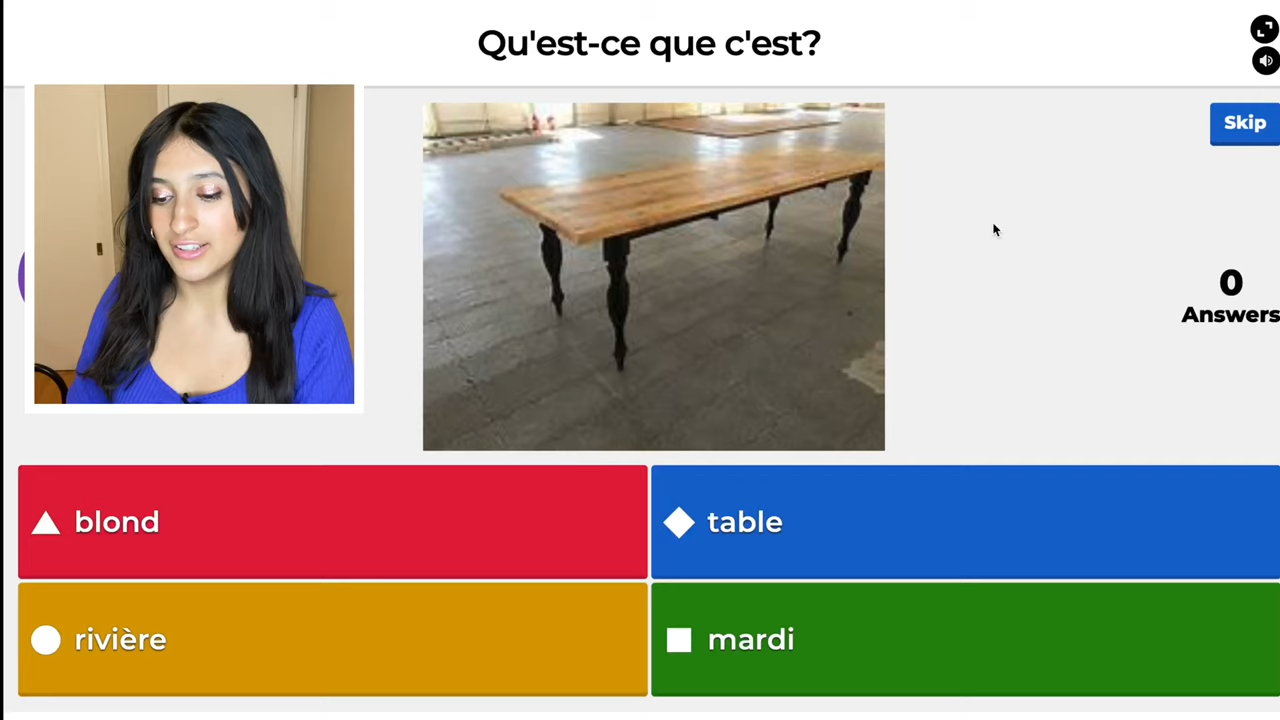 Qu'est-ce que c'est?
Skip
0
Answers
blond
table
rivière
mardi